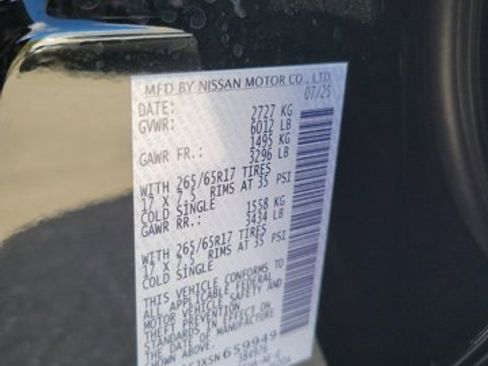 MFD BY NISSAN MOTOR CO., LTD.
DATE: 07/25
GVWR: 2727 KG
6012 LB
GAWR FR.: 1495 KG
3296 LB
WITH 265/65R17 TIRES
17 X 7.5 RIMS AT 35 PSI
COLD SINGLE
GAWR RR.: 1558 KG
3434 LB
WITH 265/65R17 TIRES
17 X 7.5 RIMS AT 35 PSI
COLD SINGLE
THIS VEHICLE CONFORMS TO
ALL APPLICABLE FEDERAL
MOTOR VEHICLE SAFETY AND
THEFT PREVENTION
STANDARDS IN EFFECT ON
THE DATE OF MANUFACTURE
SHOWN ABOVE.
659949